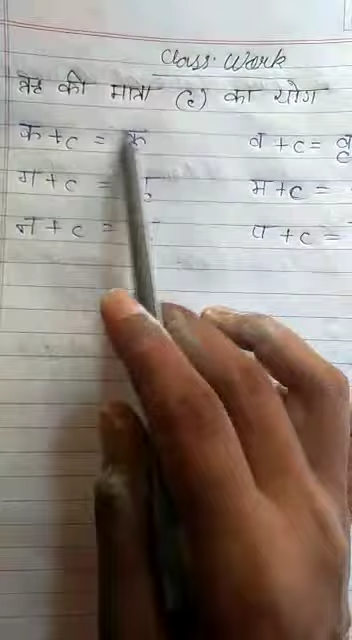 Class Work
ऋ की मात्रा (ृ) का योग
क + ृ = कृ व + ृ = वृ
ग + ृ = गृ म + ृ =
न + ृ = प + ृ =